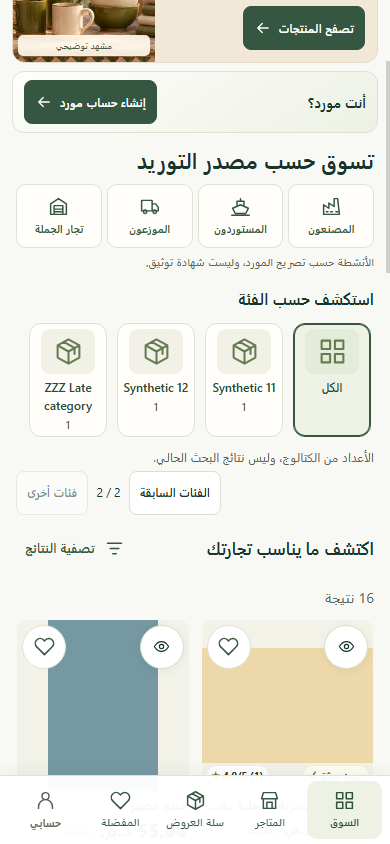 مشهد توضيحي
تصفح المنتجات
أنت مورد؟
إنشاء حساب مورد
تسوق حسب مصدر التوريد
المصنعون
المستوردون
الموزعون
تجار الجملة
الأنشطة حسب تصريح المورد، وليست شهادة توثيق.
استكشف حسب الفئة
الكل
Synthetic 11
1
Synthetic 12
1
ZZZ Late
category
1
الأعداد من الكتالوج، وليس نتائج البحث الحالي.
الفئات السابقة
2 / 2
فئات أخرى
اكتشف ما يناسب تجارتك
تصفية النتائج
16 نتيجة
السوق
المتاجر
سلة العروض
المفضلة
حسابي